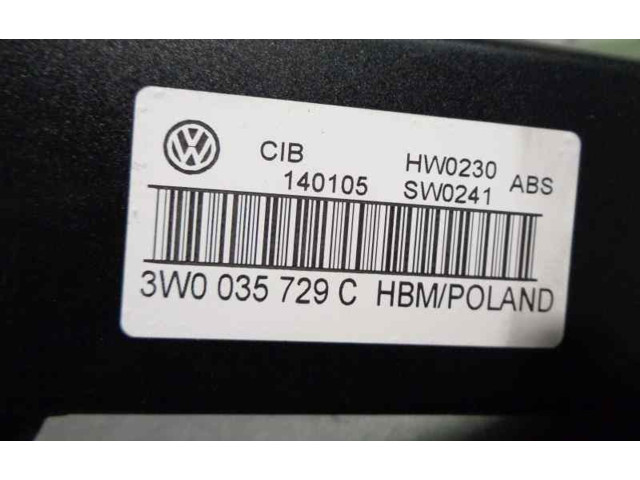 CIB HW0230 ABS
140105 SW0241
3W0 035 729 C HBM/POLAND